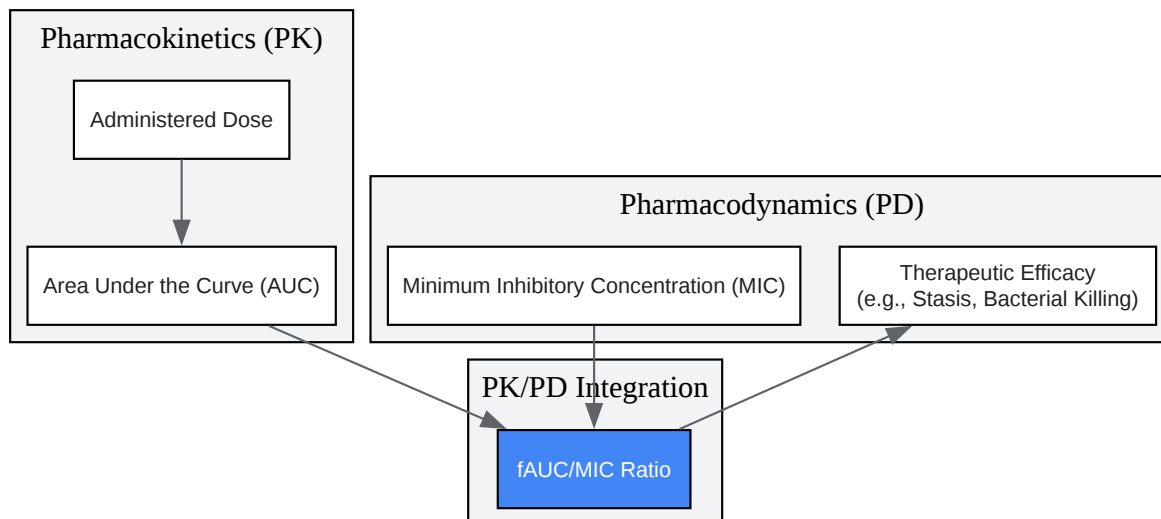 Pharmacokinetics (PK)
Administered Dose
Area Under the Curve (AUC)
Pharmacodynamics (PD)
Minimum Inhibitory Concentration (MIC)
Therapeutic Efficacy
(e.g., Stasis, Bacterial Killing)
PK/PD Integration
fAUC/MIC Ratio